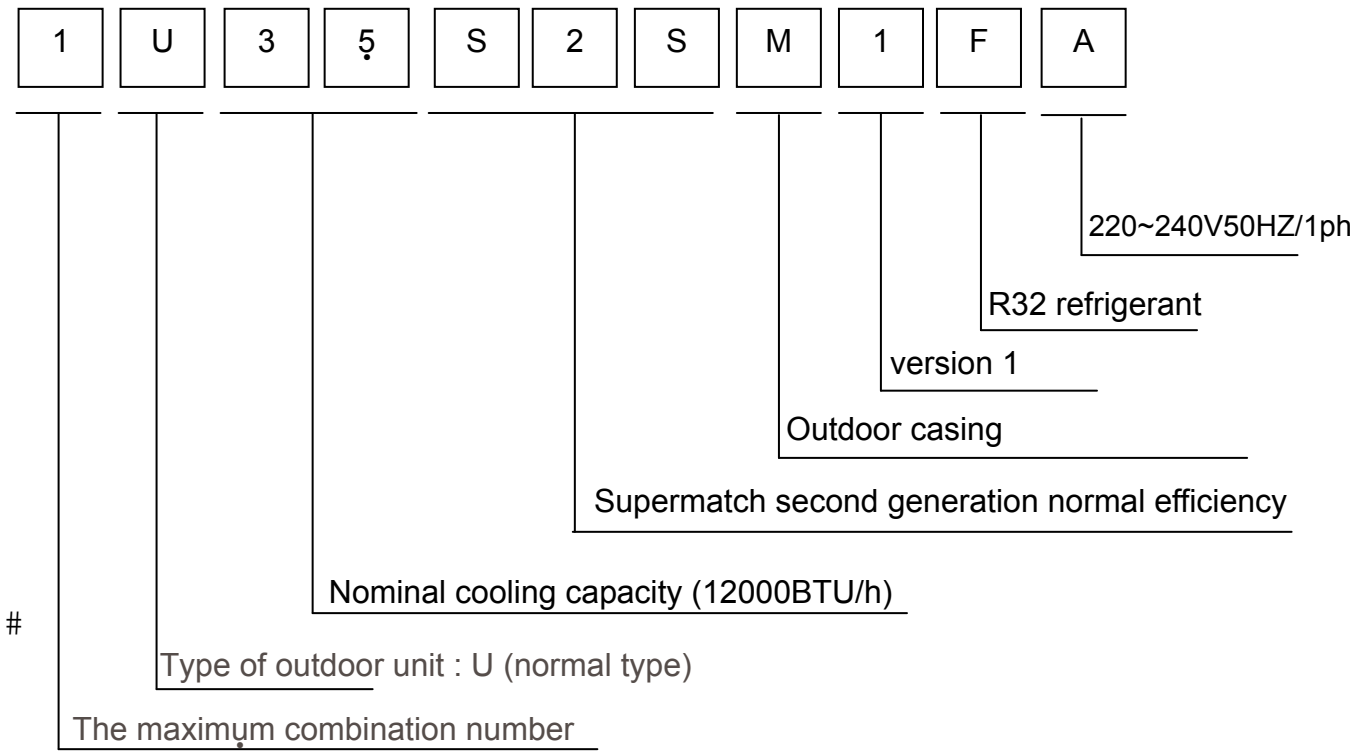 1 U 3 5 S 2 S M 1 F A
220~240V50HZ/1ph
R32 refrigerant
version 1
Outdoor casing
Supermatch second generation normal efficiency
Nominal cooling capacity (12000BTU/h)
#
Type of outdoor unit : U (normal type)
The maximum combination number